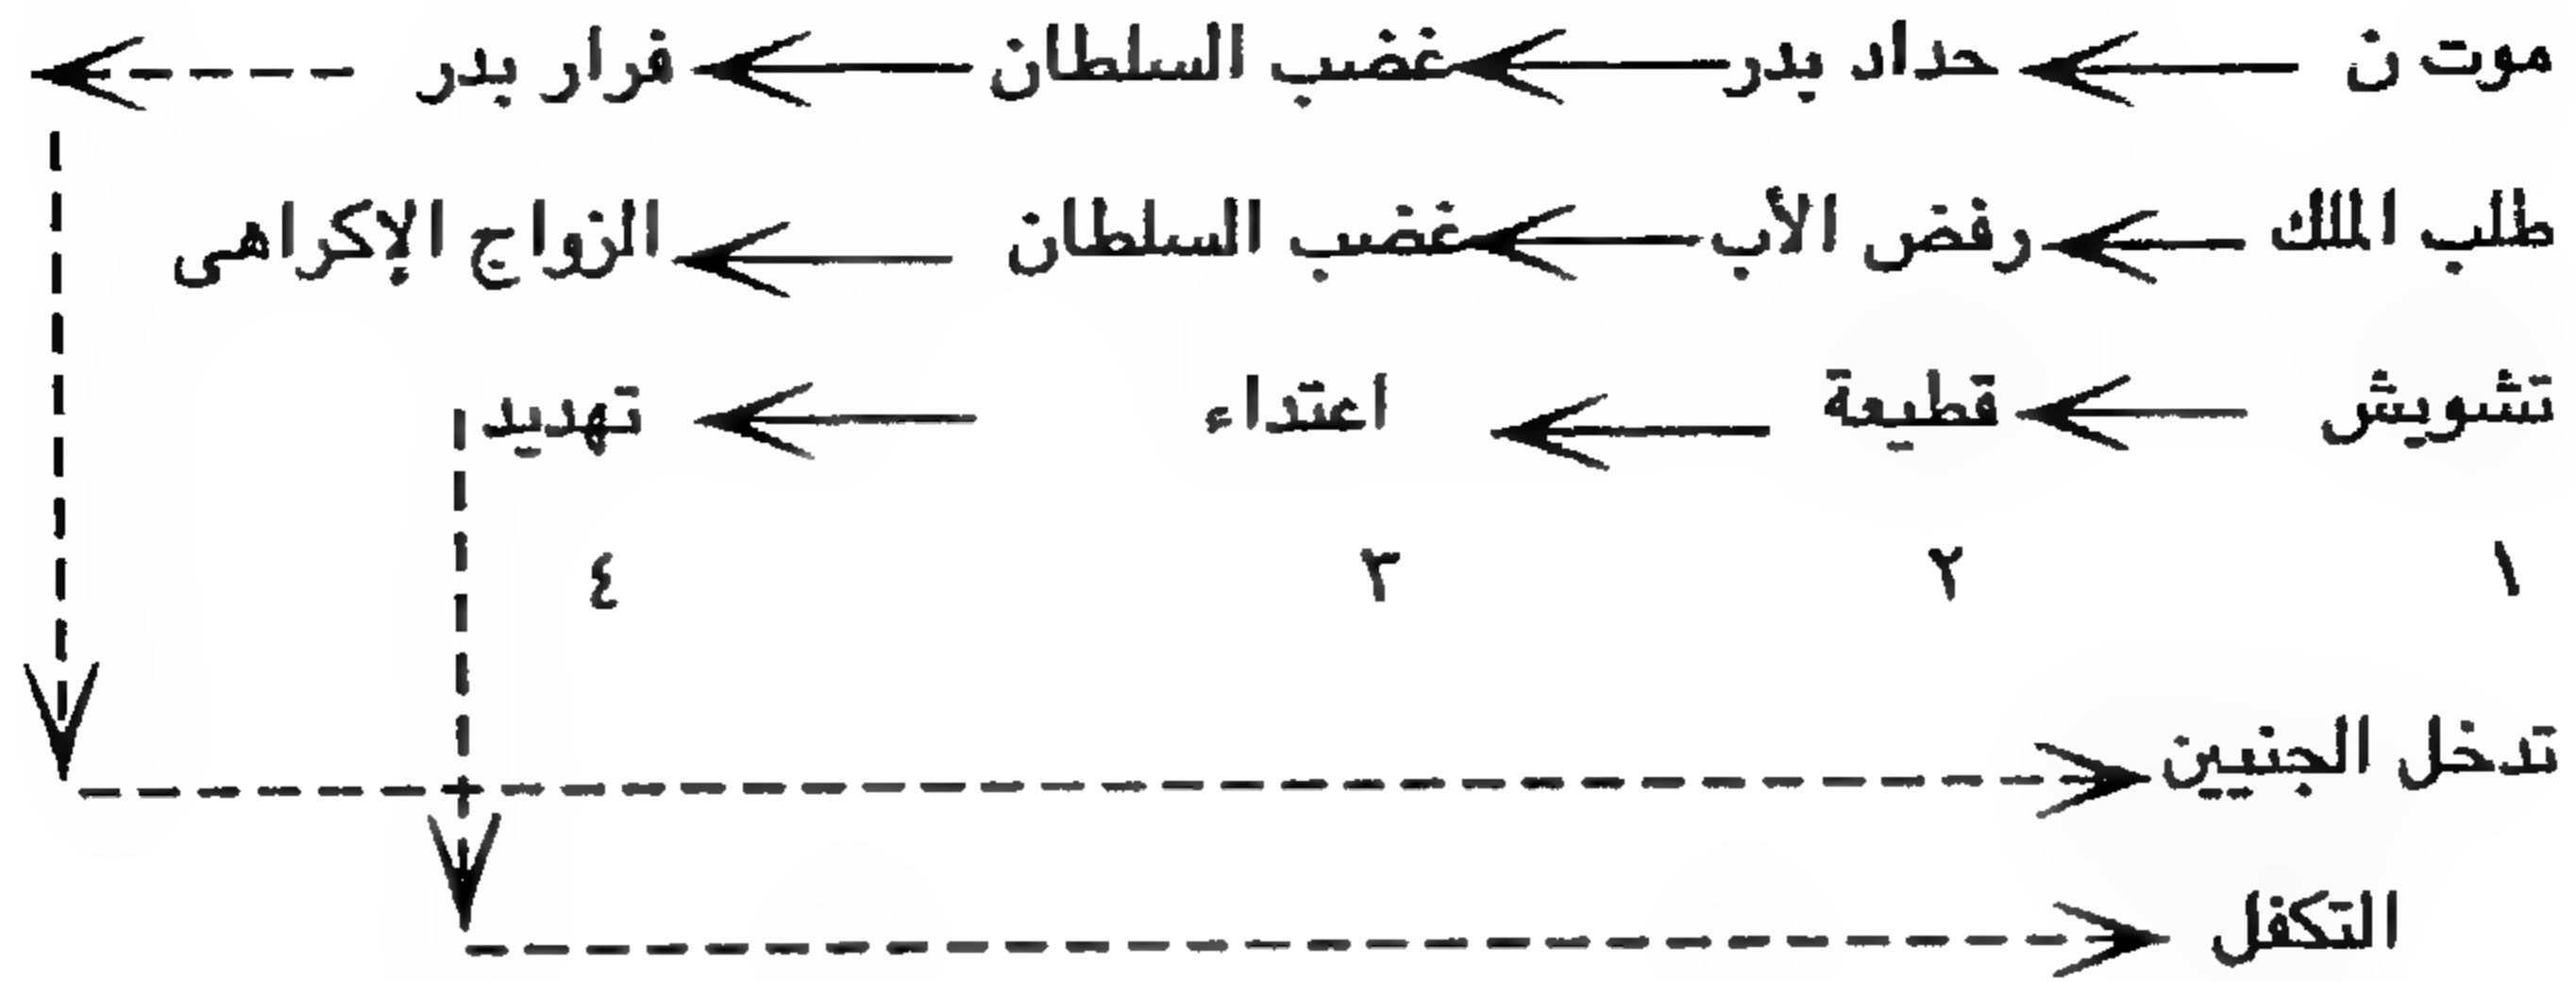 موت ن حداد بدر غضب السلطان فرار بدر
طلب الملك رفض الأب غضب السلطان الزواج الإكراهى
تشويش قطيعة اعتداء تهديد
١ ٢ ٣ ٤
تدخل الجنيين
التكفل